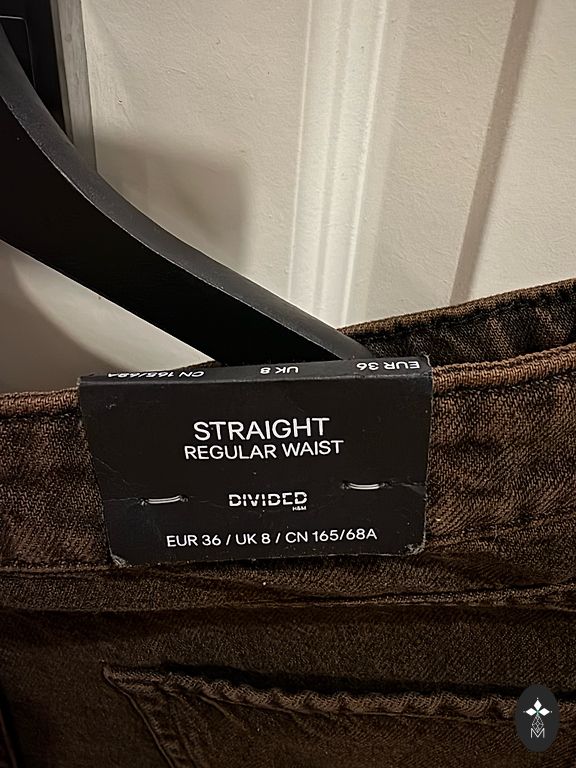 CN 165/68A UK 8 EUR 36
STRAIGHT
REGULAR WAIST
DIVIDED
H&M
EUR 36 / UK 8 / CN 165/68A
M